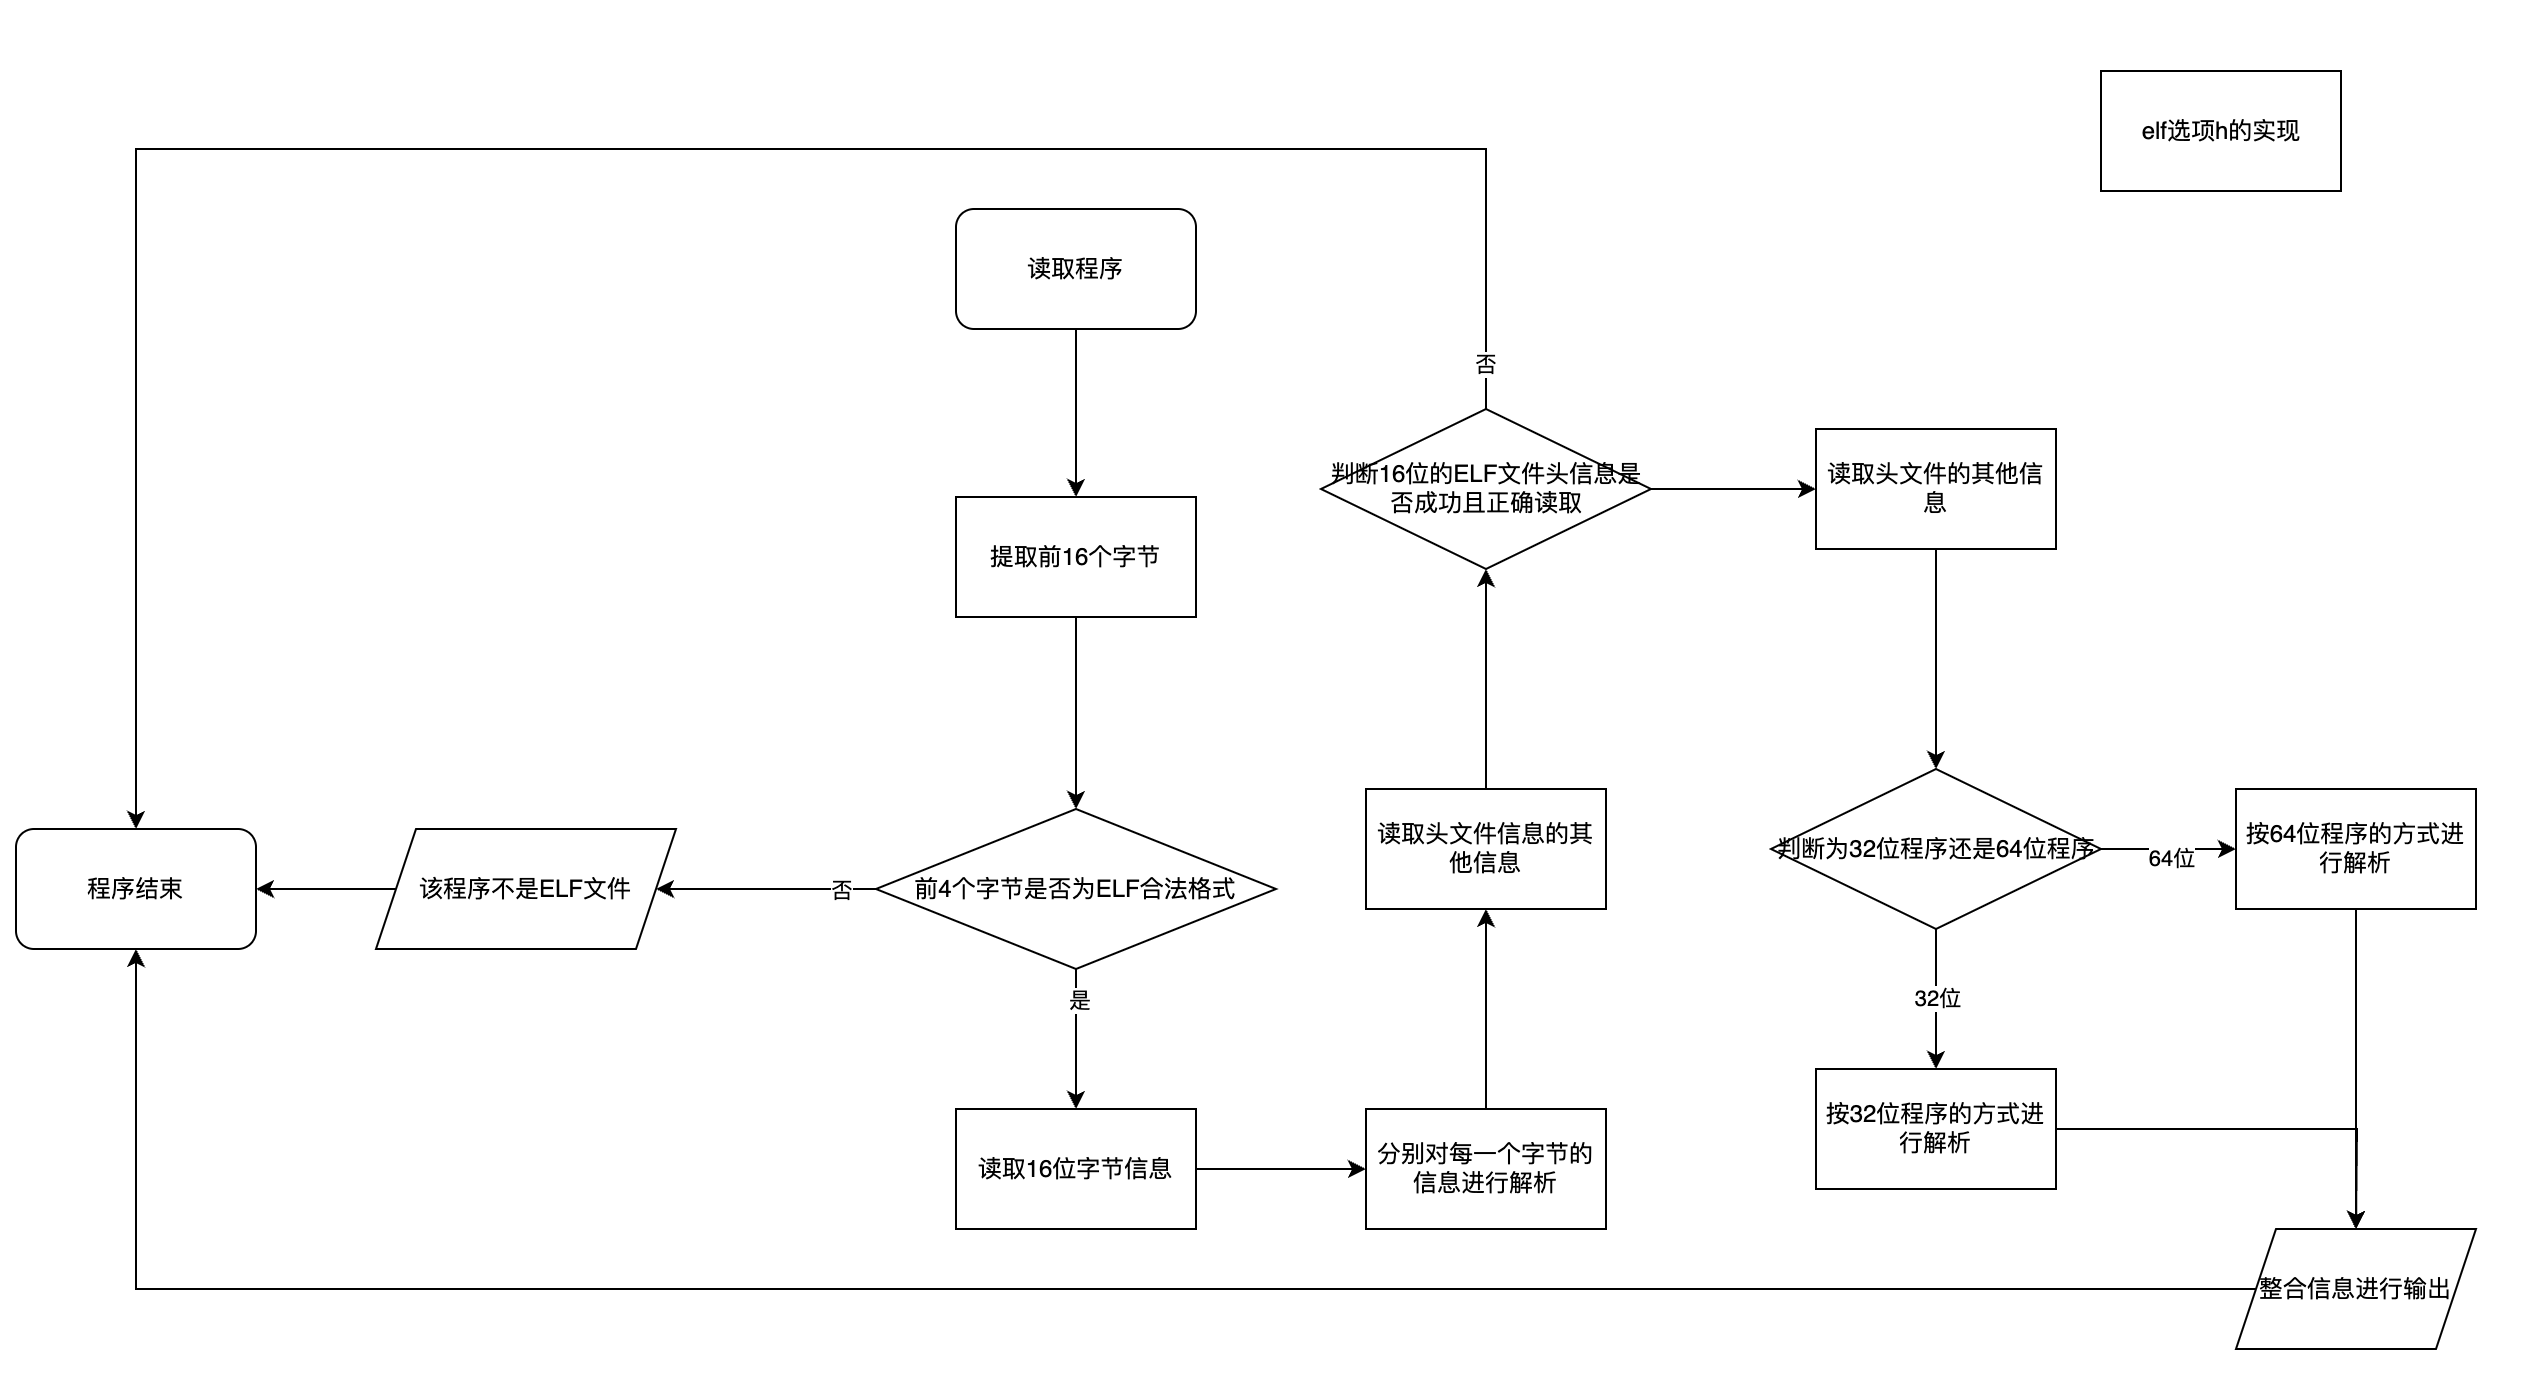 elf选项h的实现
读取程序
否
判断16位的ELF文件头信息是
否成功且正确读取
读取头文件的其他信
息
提取前16个字节
读取头文件信息的其
他信息
判断为32位程序还是64位程序
64位
按64位程序的方式进
行解析
程序结束
该程序不是ELF文件
否
前4个字节是否为ELF合法格式
是
32位
按32位程序的方式进
行解析
读取16位字节信息
分别对每一个字节的
信息进行解析
整合信息进行输出